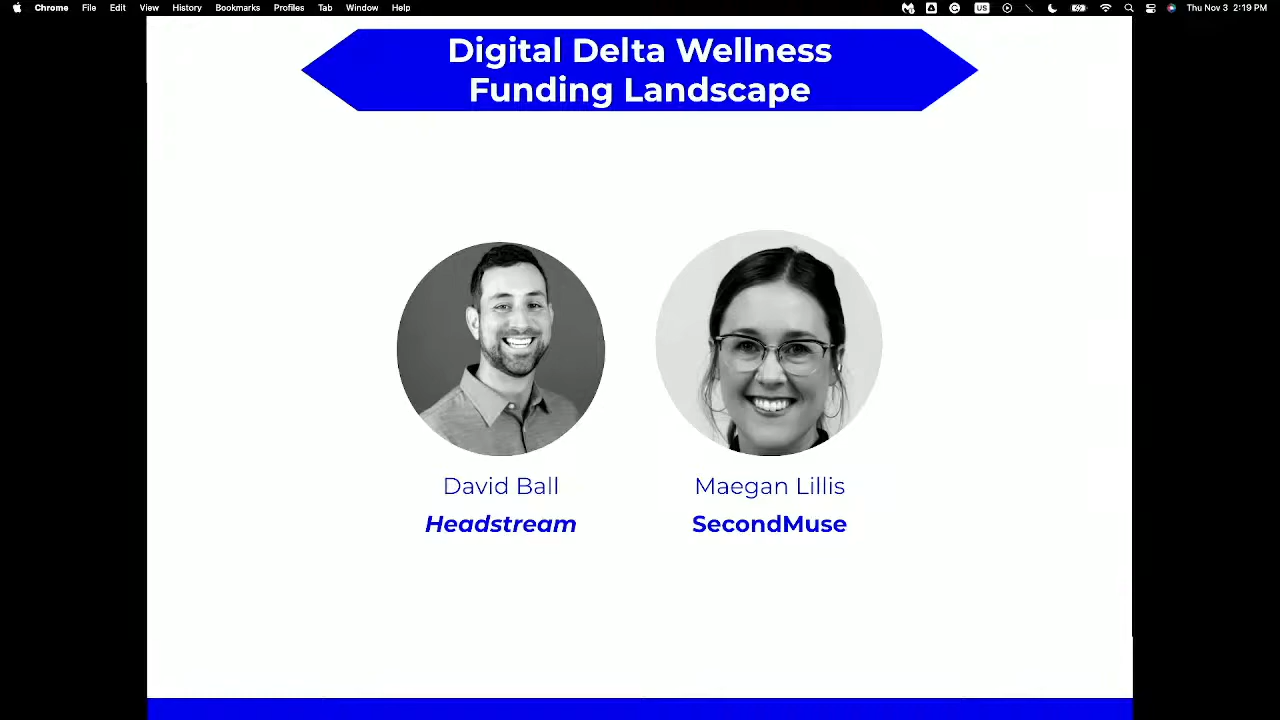 Chrome File Edit View History Bookmarks Profiles Tab Window Help US Thu Nov 3 2:19 PM
Digital Delta Wellness
Funding Landscape
David Ball
Maegan Lillis
Headstream
SecondMuse